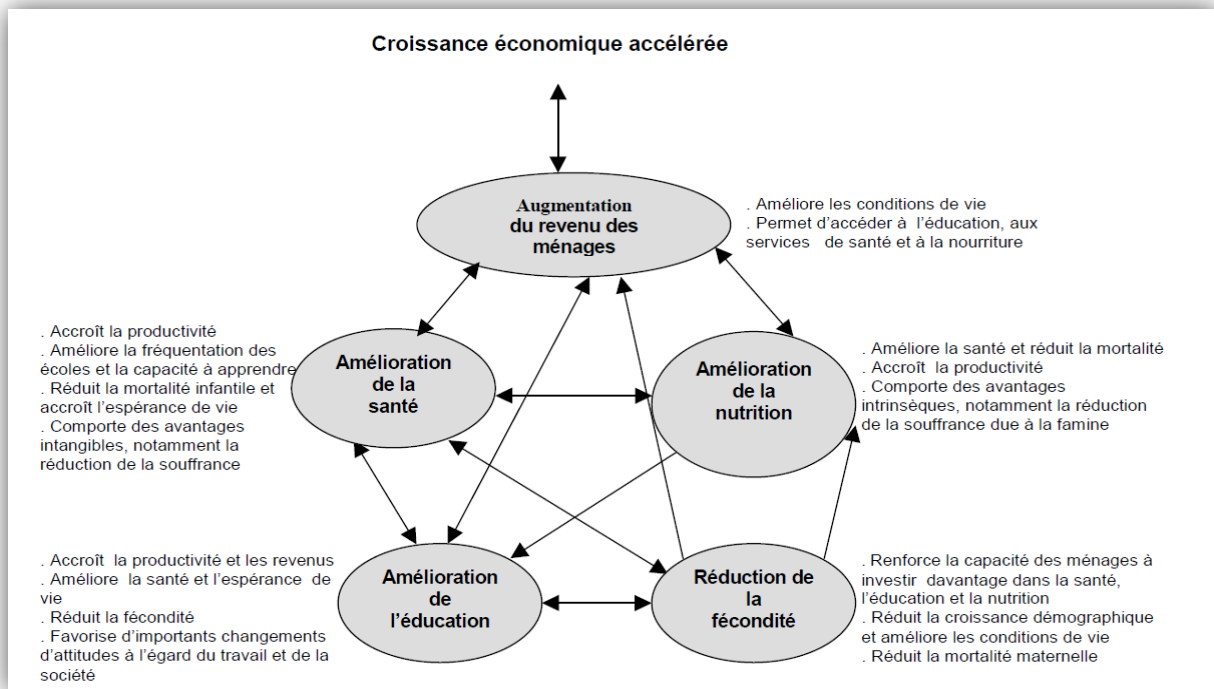 Croissance économique accélérée
Augmentation
du revenu des
ménages
. Améliore les conditions de vie
. Permet d'accéder à l'éducation, aux
services de santé et à la nourriture
. Accroît la productivité
. Améliore la fréquentation des
écoles et la capacité à apprendre
. Réduit la mortalité infantile et
accroît l'espérance de vie
. Comporte des avantages
intangibles, notamment la
réduction de la souffrance
Amélioration
de la
santé
Amélioration
de la
nutrition
. Améliore la santé et réduit la mortalité
. Accroît la productivité
. Comporte des avantages
intrinsèques, notamment la réduction
de la souffrance due à la famine
. Accroît la productivité et les revenus
. Améliore la santé et l'espérance de
vie
. Réduit la fécondité
. Favorise d'importants changements
d'attitudes à l'égard du travail et de la
société
Amélioration
de
l'éducation
Réduction de
la
fécondité
. Renforce la capacité des ménages à
investir davantage dans la santé,
l'éducation et la nutrition
. Réduit la croissance démographique
et améliore les conditions de vie
. Réduit la mortalité maternelle